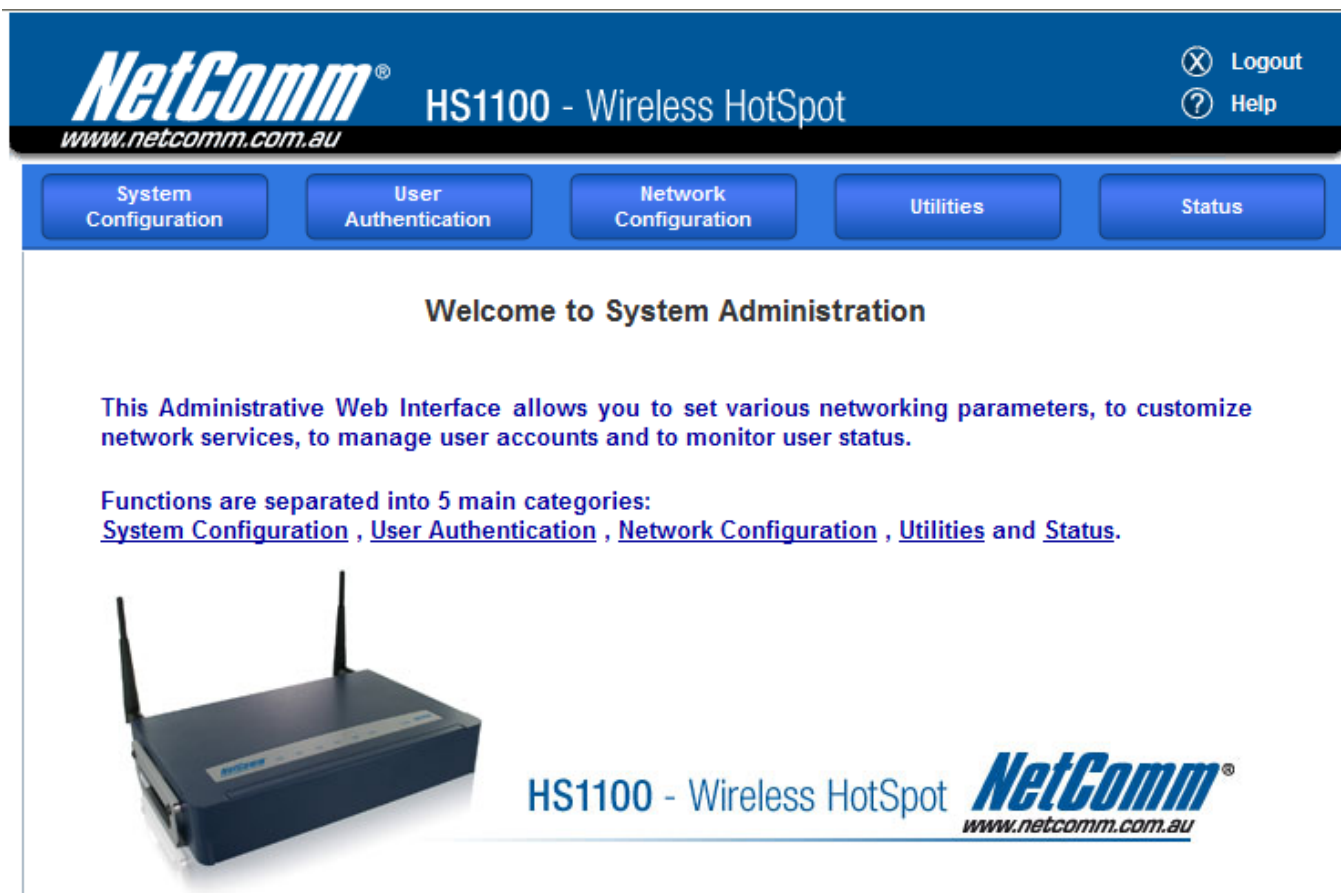 NetComm®
www.netcomm.com.au
HS1100 - Wireless HotSpot
Logout
Help
System Configuration
User Authentication
Network Configuration
Utilities
Status
Welcome to System Administration
This Administrative Web Interface allows you to set various networking parameters, to customize
network services, to manage user accounts and to monitor user status.
Functions are separated into 5 main categories:
System Configuration , User Authentication , Network Configuration , Utilities and Status.
HS1100 - Wireless HotSpot
NetComm®
www.netcomm.com.au